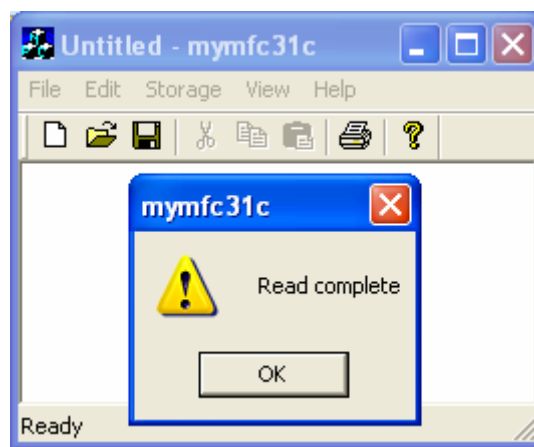 Untitled - mymfc31c
File Edit Storage View Help
mymfc31c
Read complete
OK
Ready